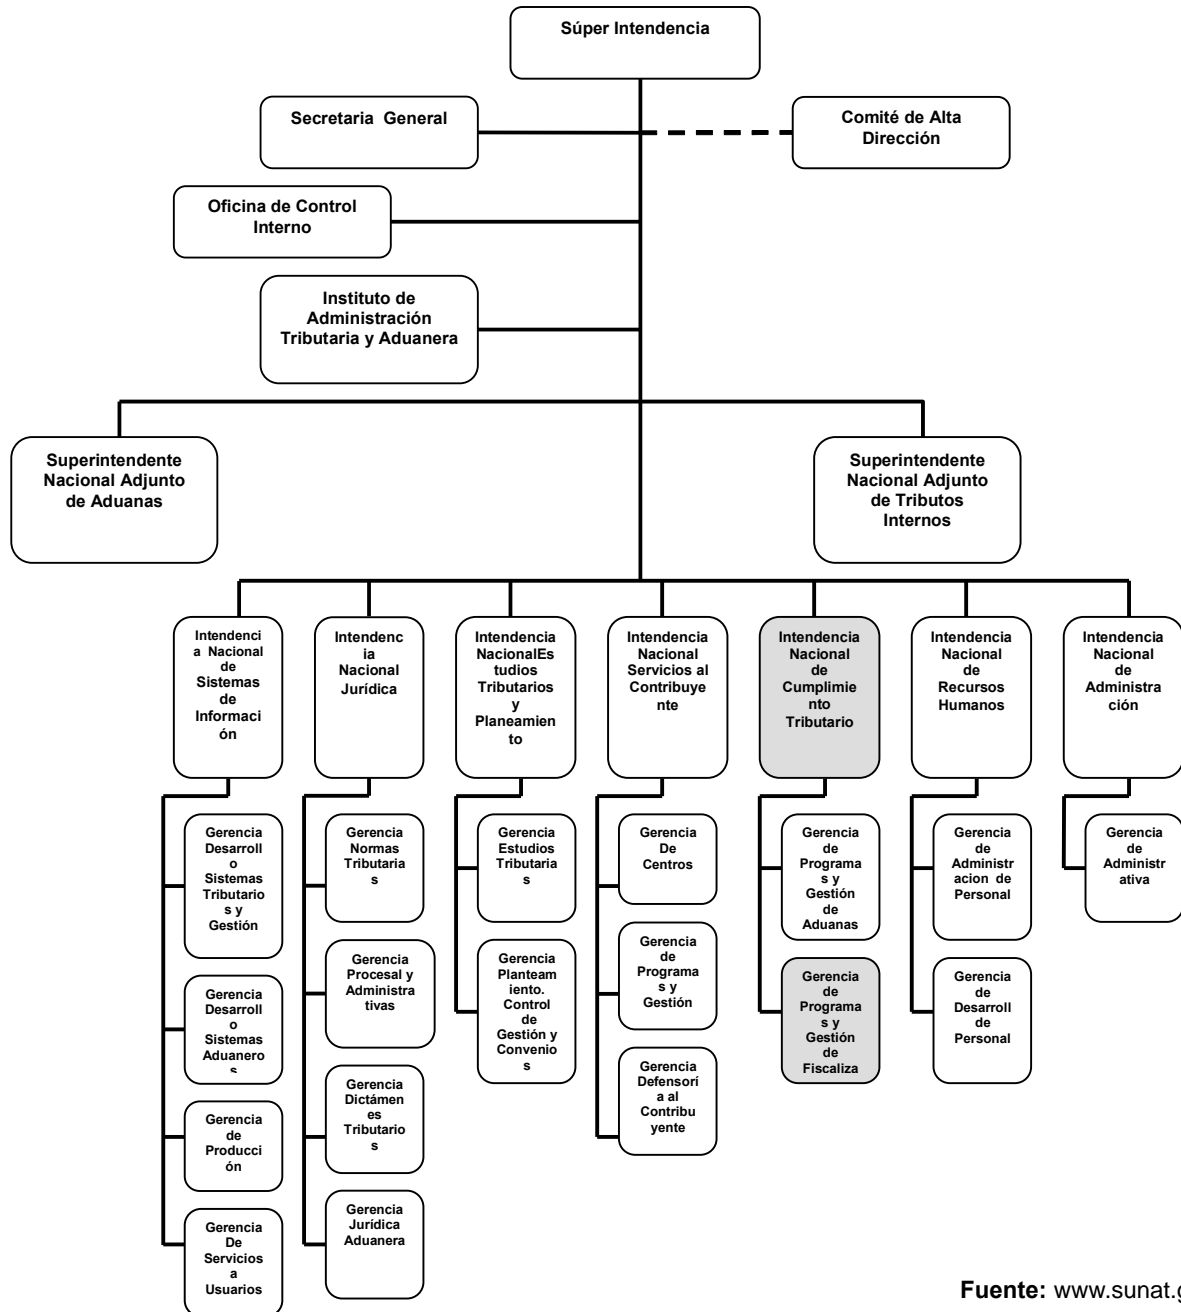 Súper Intendencia
Secretaria General
Comité de Alta
Dirección
Oficina de Control
Interno
Instituto de
Administración
Tributaria y Aduanera
Superintendente
Nacional Adjunto
de Aduanas
Superintendente
Nacional Adjunto
de Tributos
Internos
Intendenci
a Nacional
de
Sistemas
de
Informaci
ón
Intendenc
ia
Nacional
Jurídica
Intendencia
NacionalEs
tudios
Tributarios
y
Planeamien
to
Intendencia
Nacional
Servicios al
Contribuye
nte
Intendencia
Nacional
de
Cumplimie
nto
Tributario
Intendencia
Nacional
de
Recursos
Humanos
Intendencia
Nacional
de
Administra
ción
Gerencia
Desarroll
o
Sistemas
Tributario
s y
Gestión
Gerencia
Desarroll
o
Sistemas
Aduanero
s
Gerencia
de
Producci
ón
Gerencia
De
Servicios
a
Usuarios
Gerencia
Normas
Tributaria
s
Gerencia
Procesal y
Administra
tivas
Gerencia
Dictámen
es
Tributario
s
Gerencia
Jurídica
Aduanera
Gerencia
Estudios
Tributaria
s
Gerencia
Planteam
iento.
Control
de
Gestión y
Convenio
s
Gerencia
De
Centros
Gerencia
de
Programa
s y
Gestión
Gerencia
Defensorí
a al
Contribu
yente
Gerencia
de
Programa
s y
Gestión
de
Aduanas
Gerencia
de
Programa
s y
Gestión
de
Fiscaliza
Gerencia
de
Administr
acion de
Personal
Gerencia
de
Desarroll
de
Personal
Gerencia
de
Administr
ativa
Fuente: www.sunat.g